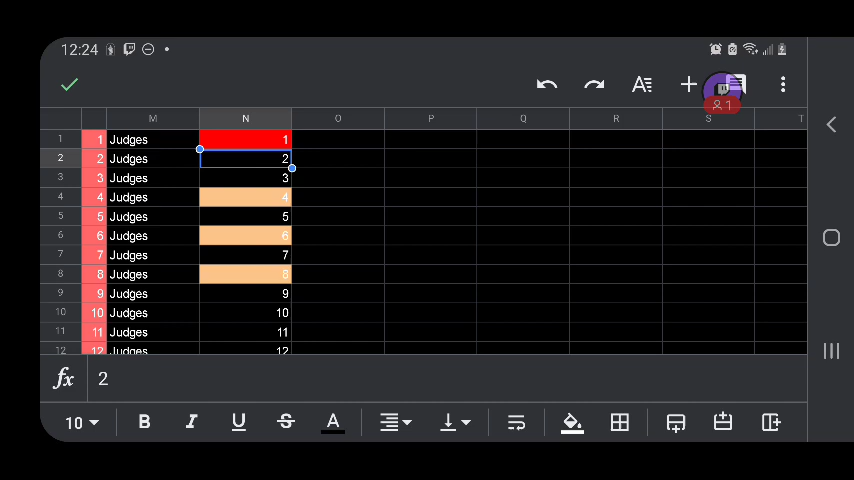 12:24
1
M N O P Q R S T
1 1 Judges 1
2 2 Judges 2
3 3 Judges 3
4 4 Judges 4
5 5 Judges 5
6 6 Judges 6
7 7 Judges 7
8 8 Judges 8
9 9 Judges 9
10 10 Judges 10
11 11 Judges 11
12 12 Judges 12
fx 2
10 B I U S A